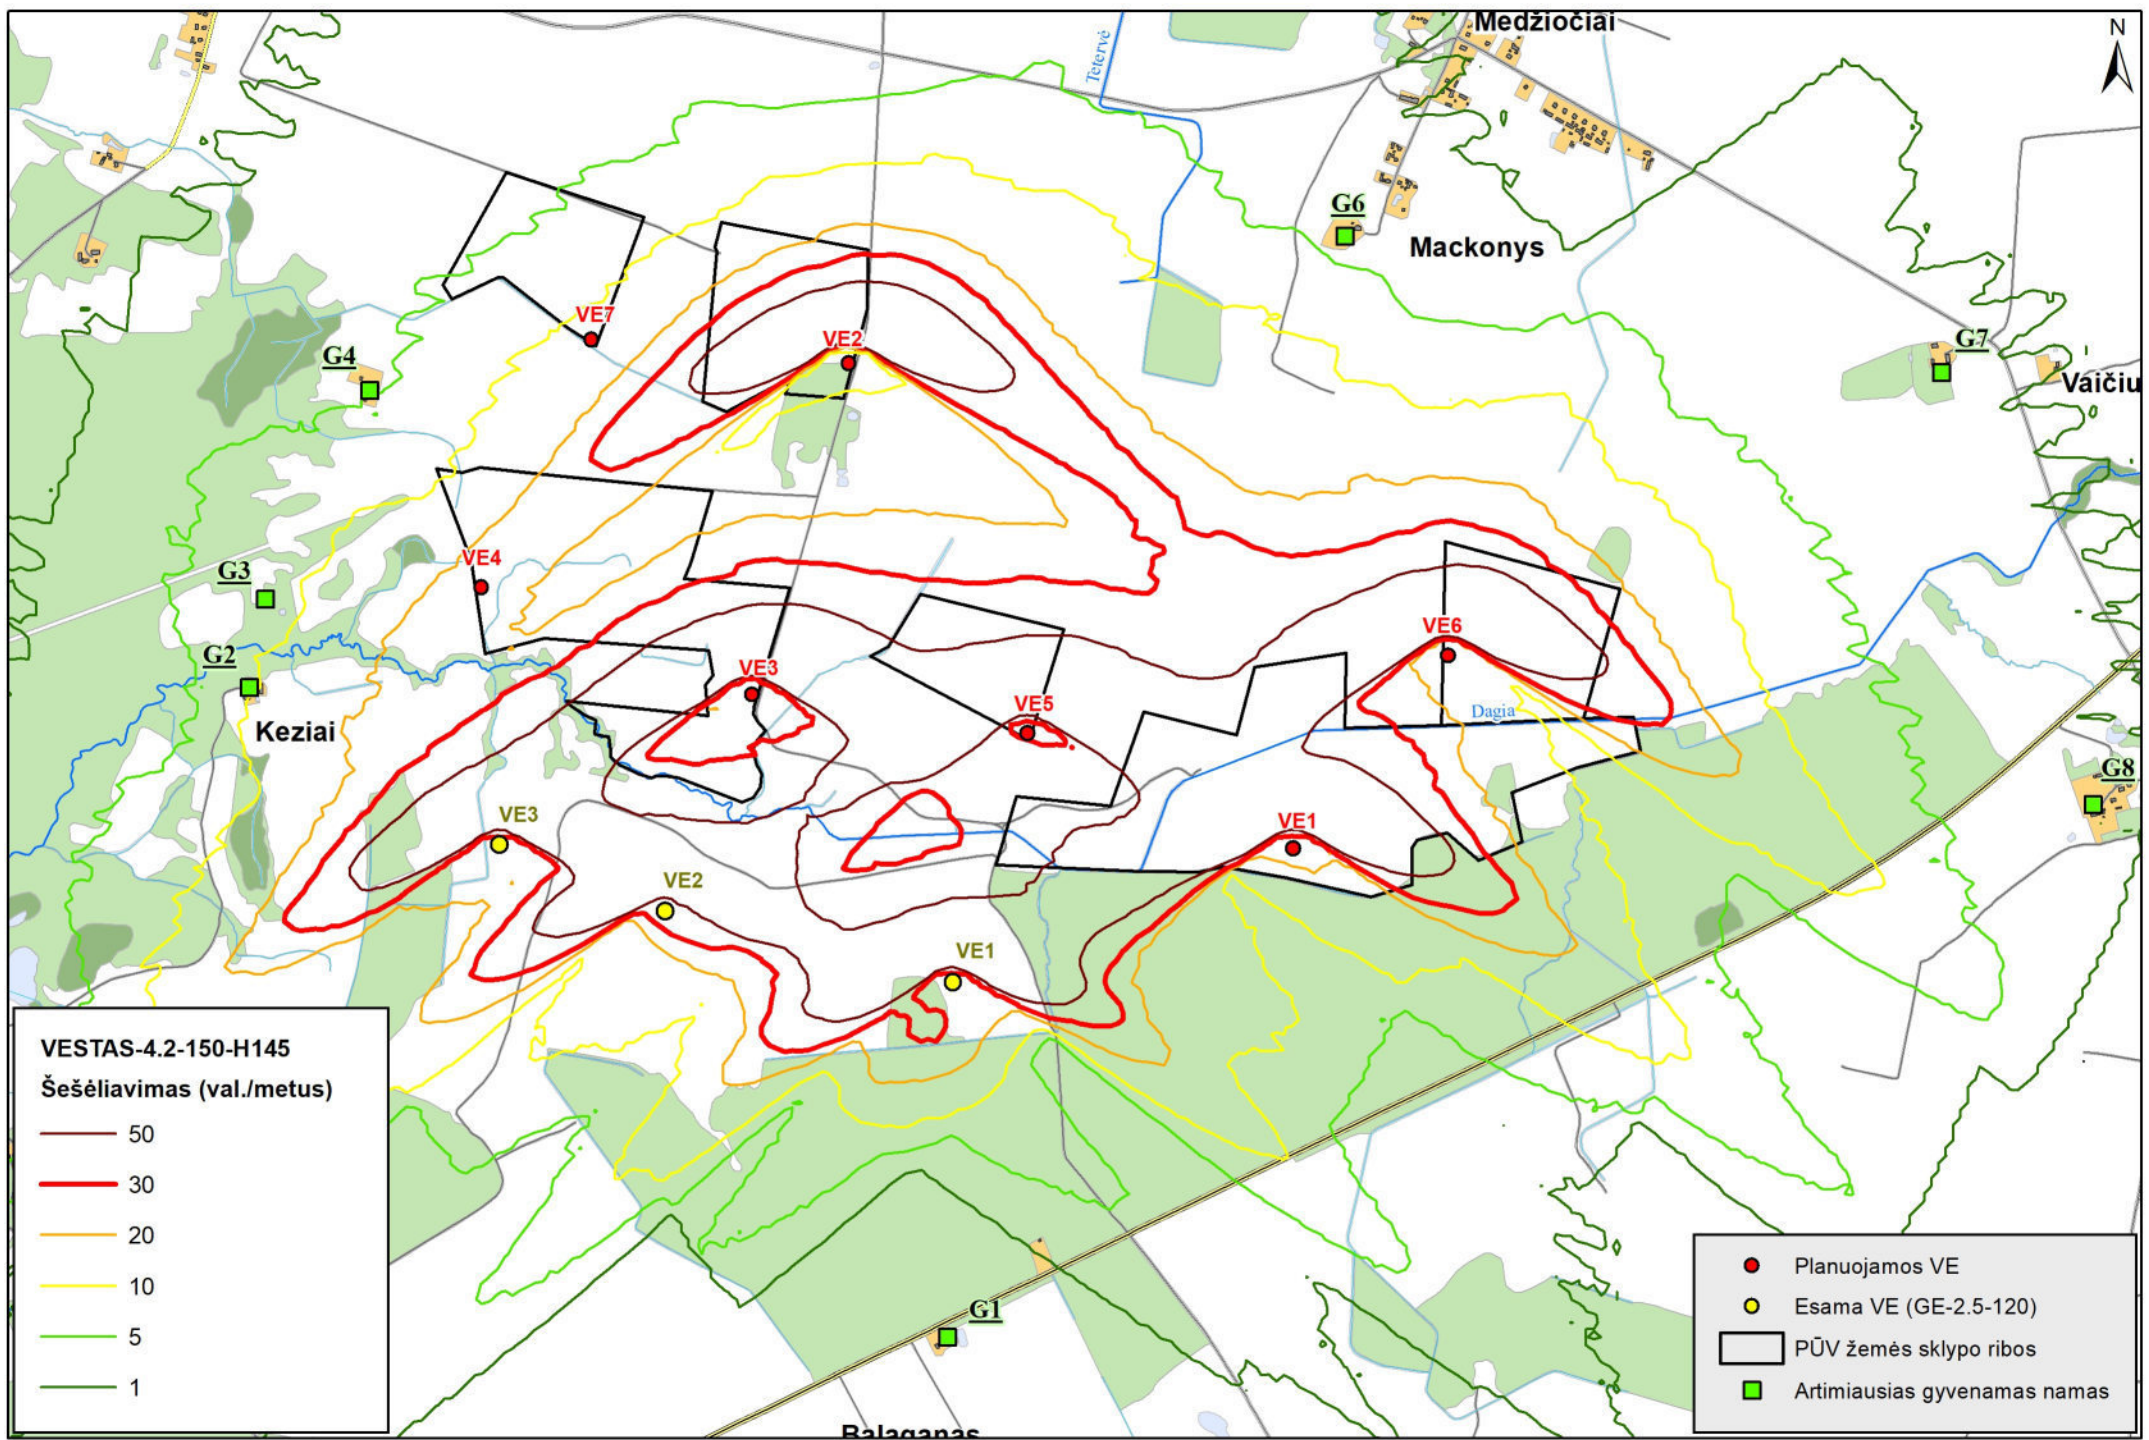 Medžiočiai
N
Tetervė
G6
Mackonys
VE7
VE2
G4
G7
Vaičiu
VE4
G3
G2
VE6
VE3
VE5
Keziai
Dagia
G8
VE3
VE1
VE2
VE1
VESTAS-4.2-150-H145
Šešėliavimas (val./metus)
50
30
20
10
5
1
G1
Planuojamos VE
Esama VE (GE-2.5-120)
PŪV žemės sklypo ribos
Artimiausias gyvenamas namas
Balaganas